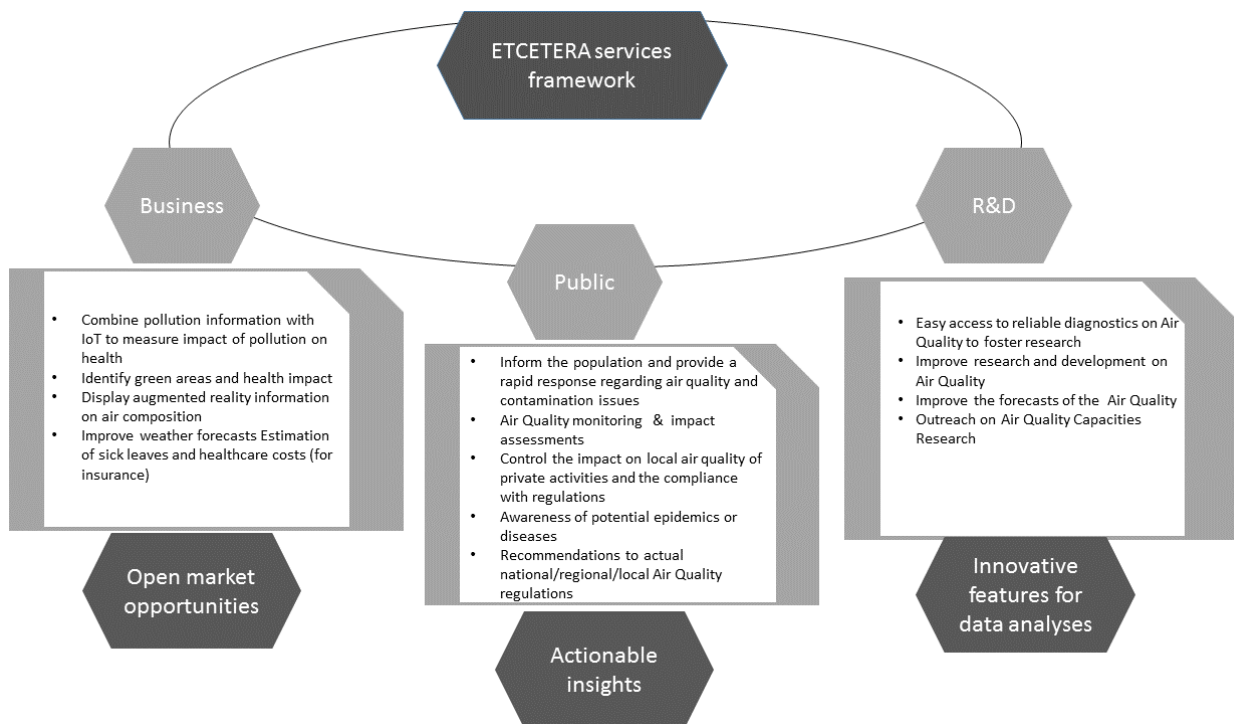 ETCETERA services
framework
Business
• Combine pollution information with
IoT to measure impact of pollution on
health
• Identify green areas and health impact
• Display augmented reality information
on air composition
• Improve weather forecasts Estimation
of sick leaves and healthcare costs (for
insurance)
Open market
opportunities
Public
• Inform the population and provide a
rapid response regarding air quality and
contamination issues
• Air Quality monitoring & impact
assessments
• Control the impact on local air quality of
private activities and the compliance
with regulations
• Awareness of potential epidemics or
diseases
• Recommendations to actual
national/regional/local Air Quality
regulations
Actionable
insights
R&D
• Easy access to reliable diagnostics on Air
Quality to foster research
• Improve research and development on
Air Quality
• Improve the forecasts of the Air Quality
• Outreach on Air Quality Capacities
Research
Innovative
features for
data analyses